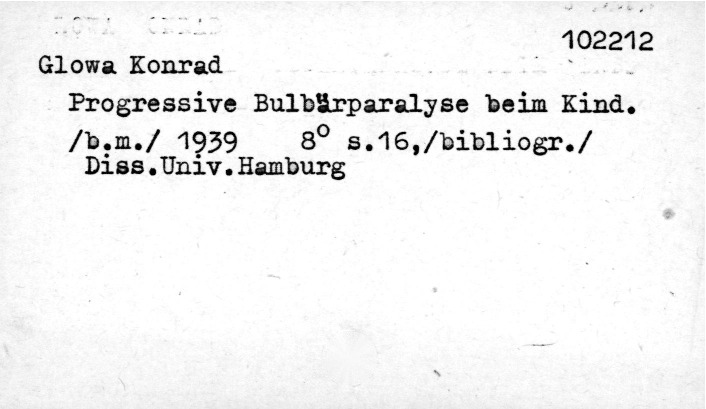 102212
Glowa Konrad
Progressive Bulbärparalyse beim Kind.
/b.m./ 1939 8° s.16,/bibliogr./
Diss.Univ.Hamburg